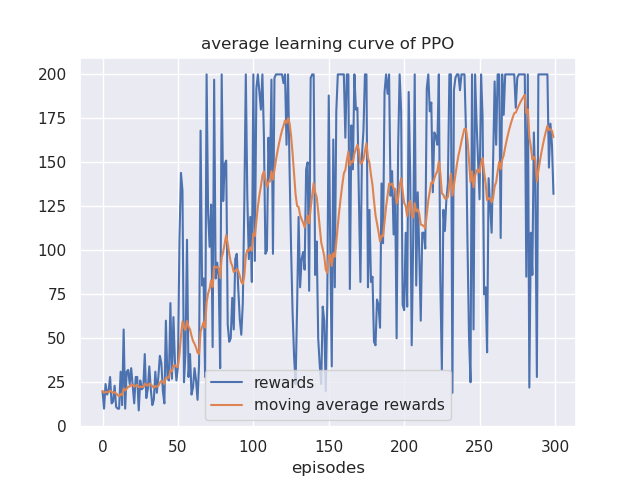 average learning curve of PPO
200
175
150
125
100
75
50
25
0
rewards
moving average rewards
0 50 100 150 200 250 300
episodes